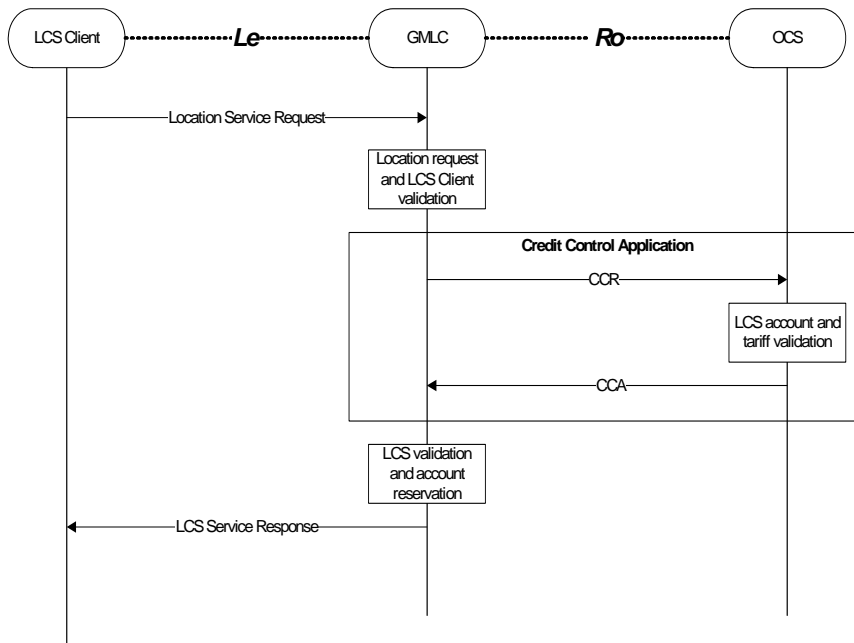 LCS Client
Le
GMLC
Ro
OCS
Location Service Request
Location request
and LCS Client
validation
Credit Control Application
CCR
LCS account and
tariff validation
CCA
LCS validation
and account
reservation
LCS Service Response